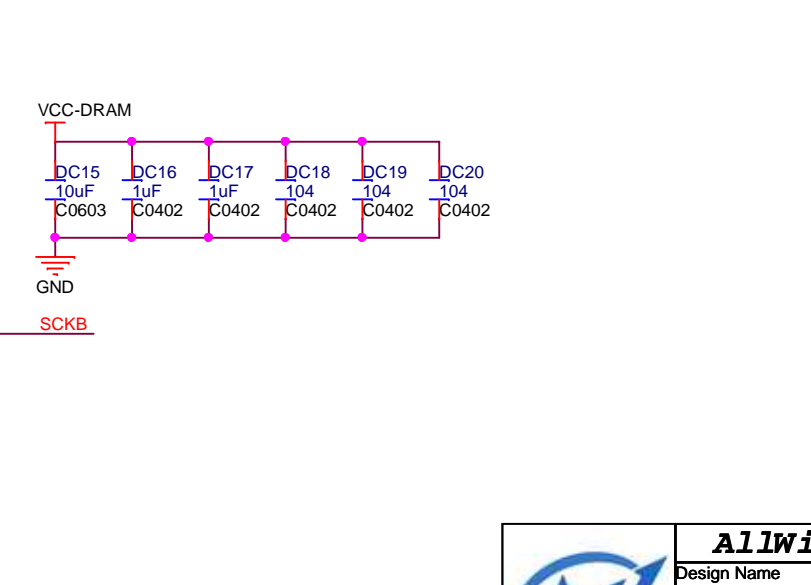 VCC-DRAM
DC15 DC16 DC17 DC18 DC19 DC20
10uF 1uF 1uF 104 104 104
C0603 C0402 C0402 C0402 C0402 C0402
GND
SCKB
AllWi
Design Name